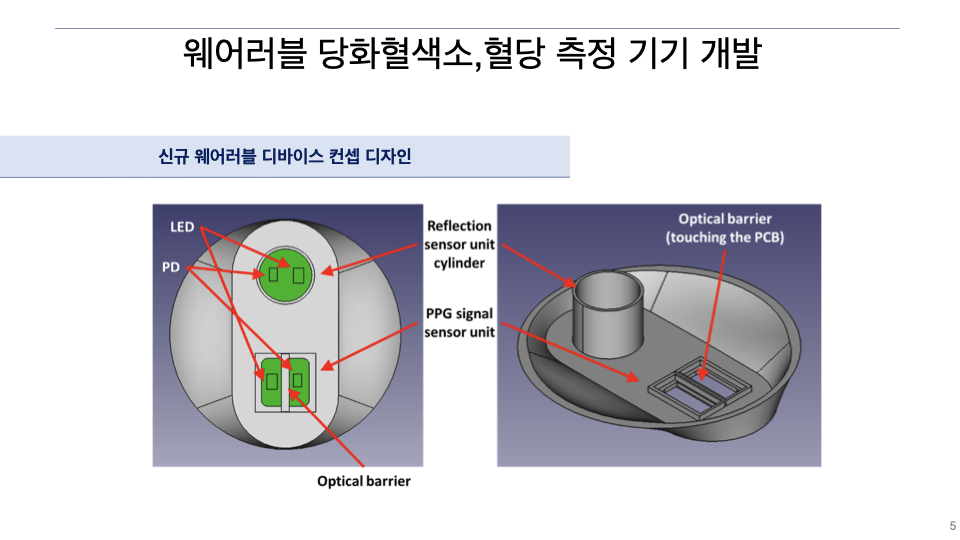 웨어러블 당화혈색소,혈당 측정 기기 개발
신규 웨어러블 디바이스 컨셉 디자인
LED
PD
Reflection
sensor unit
cylinder
PPG signal
sensor unit
Optical barrier
Optical barrier
(touching the PCB)
5